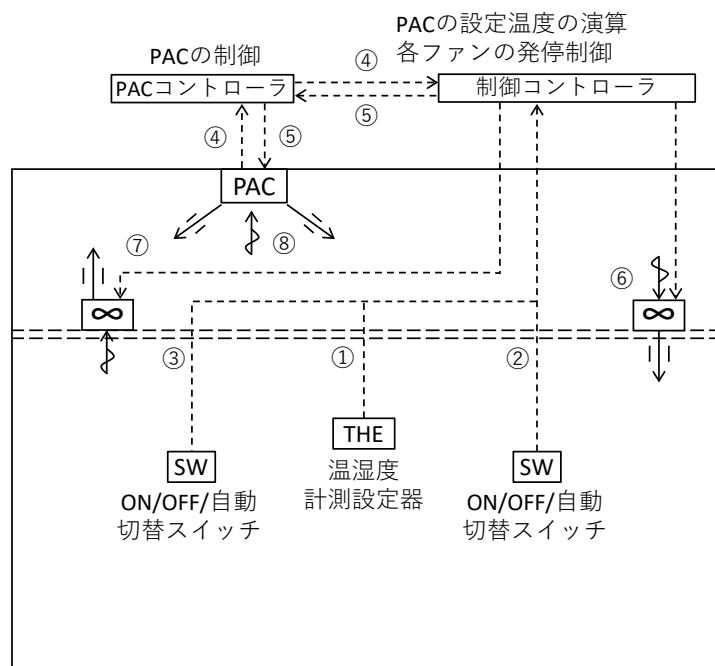 PACの設定温度の演算
各ファンの発停制御
PACの制御
④
PACコントローラ
制御コントローラ
⑤
④
⑤
PAC
⑦
⑧
⑥
∞
∞
③
①
②
THE
温湿度
計測設定器
SW
ON/OFF/自動
切替スイッチ
SW
ON/OFF/自動
切替スイッチ